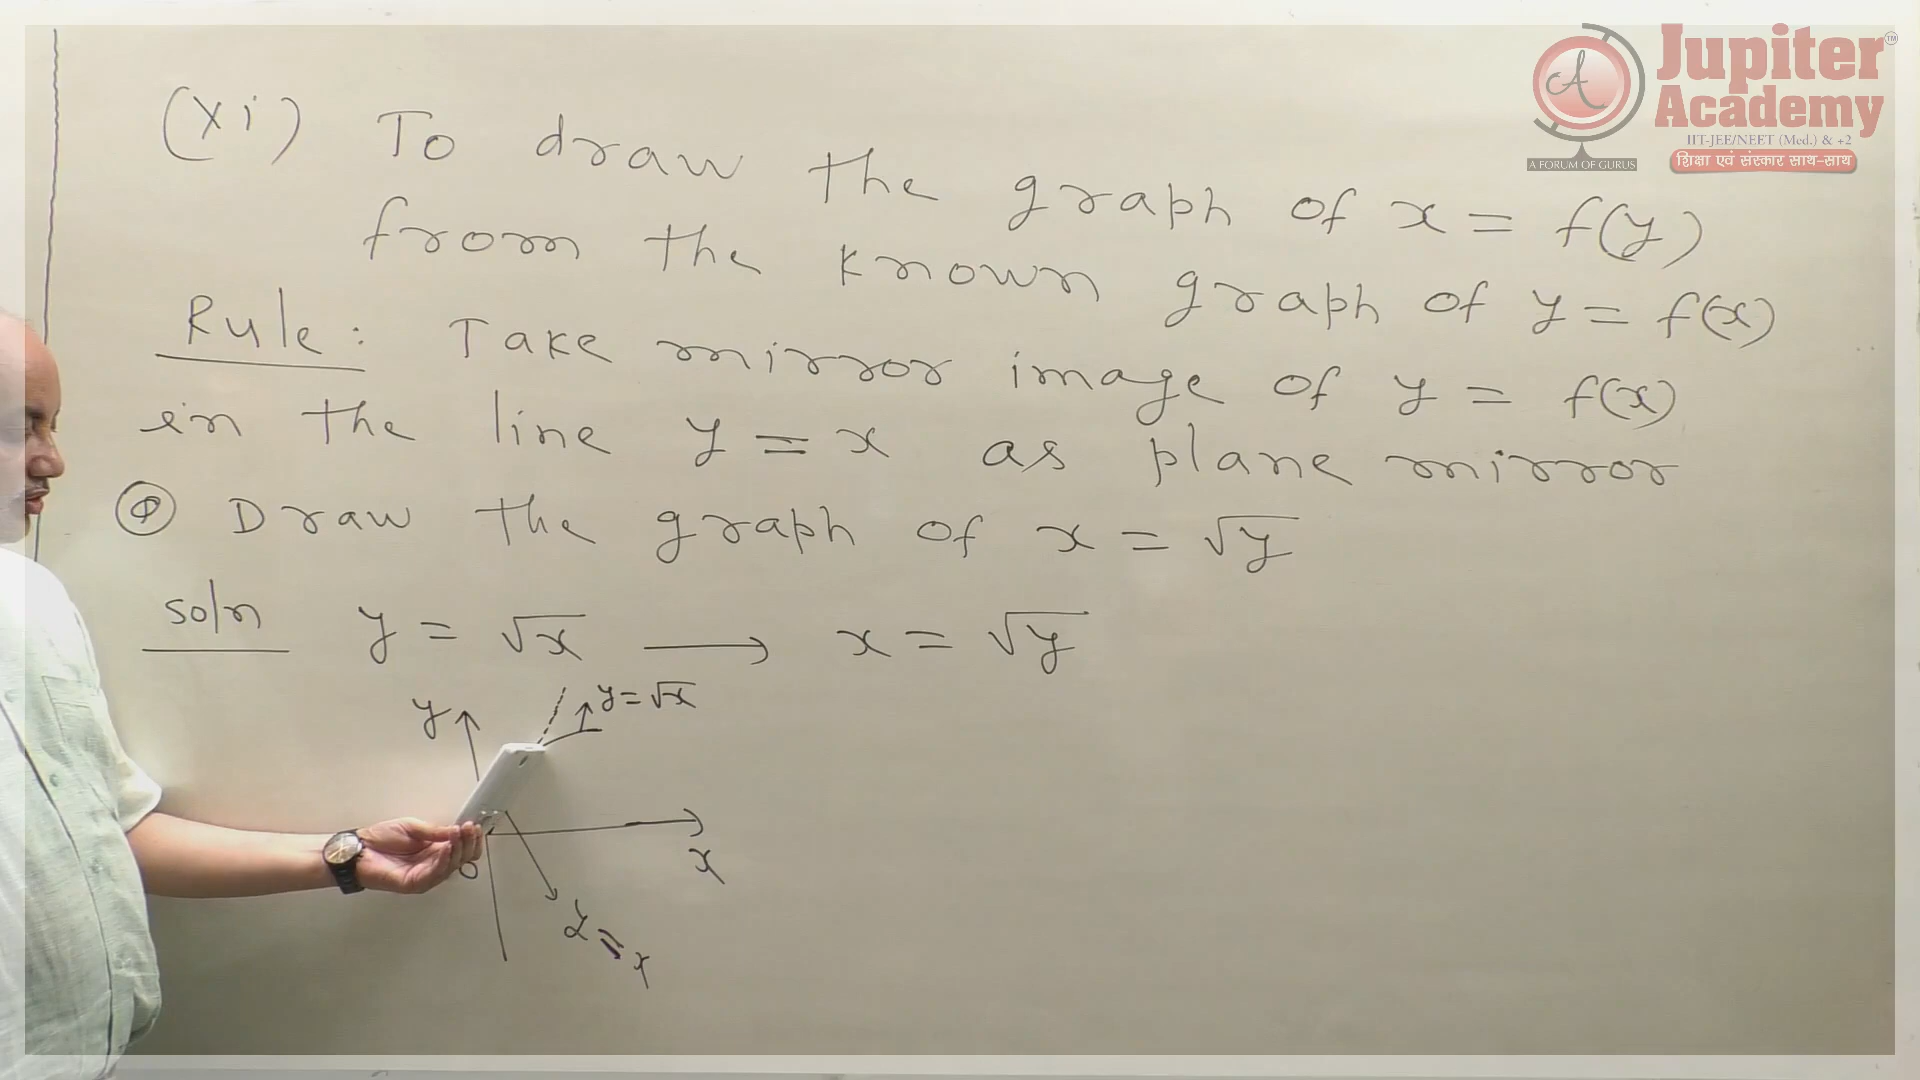 Jupiter
Academy
TM
IIT-JEE/NEET (Med.) & +2
शिक्षा एवं संस्कार साथ-साथ
A
A FORUM OF GURUS
(xi) To draw the graph of x = f(y)
from the known graph of y = f(x)
Rule: Take mirror image of y = f(x)
in the line y = x as plane mirror
Q Draw the graph of x = √y
soln y = √x → x = √y
y
y = √x
x
O
y = x